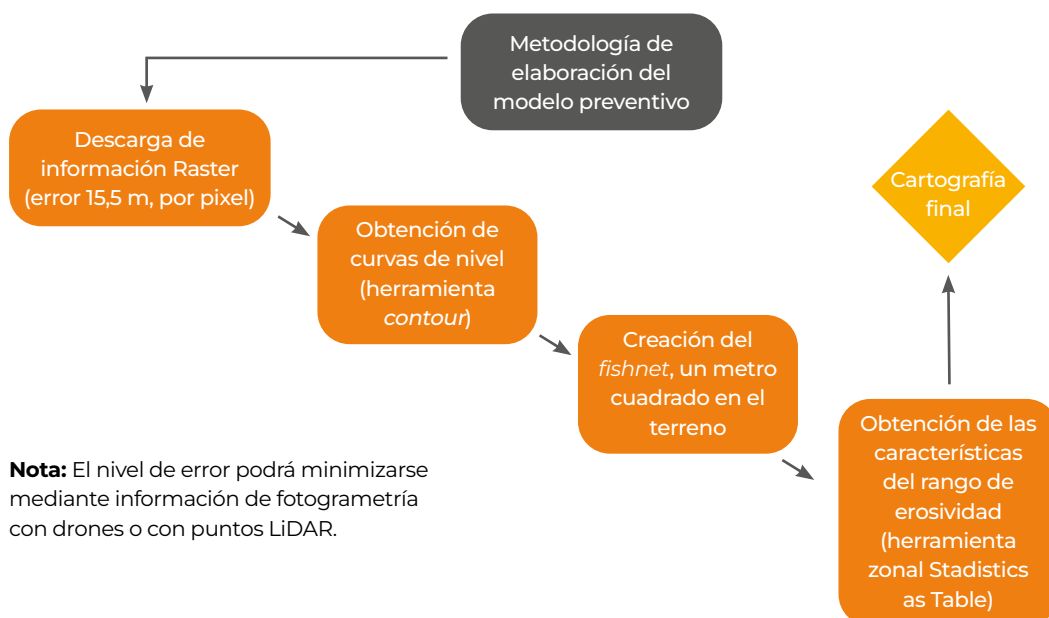 Metodología de
elaboración del
modelo preventivo
Descarga de
información Raster
(error 15,5 m, por pixel)
Obtención de
curvas de nivel
(herramienta
contour)
Creación del
fishnet, un metro
cuadrado en el
terreno
Obtención de las
características
del rango de
erosividad
(herramienta
zonal Stadistics
as Table)
Cartografía
final
Nota: El nivel de error podrá minimizarse
mediante información de fotogrametría
con drones o con puntos LiDAR.